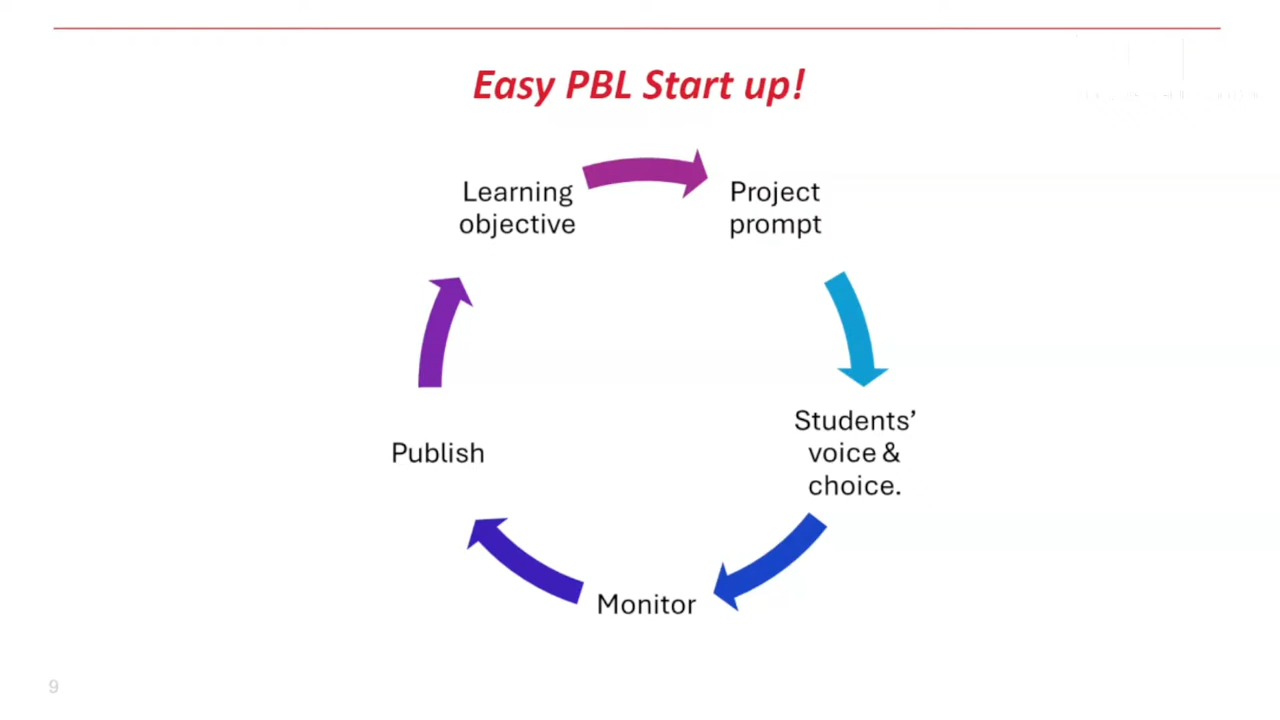 Easy PBL Start up!
Learning
objective
Project
prompt
Students’
voice &
choice.
Monitor
Publish
9